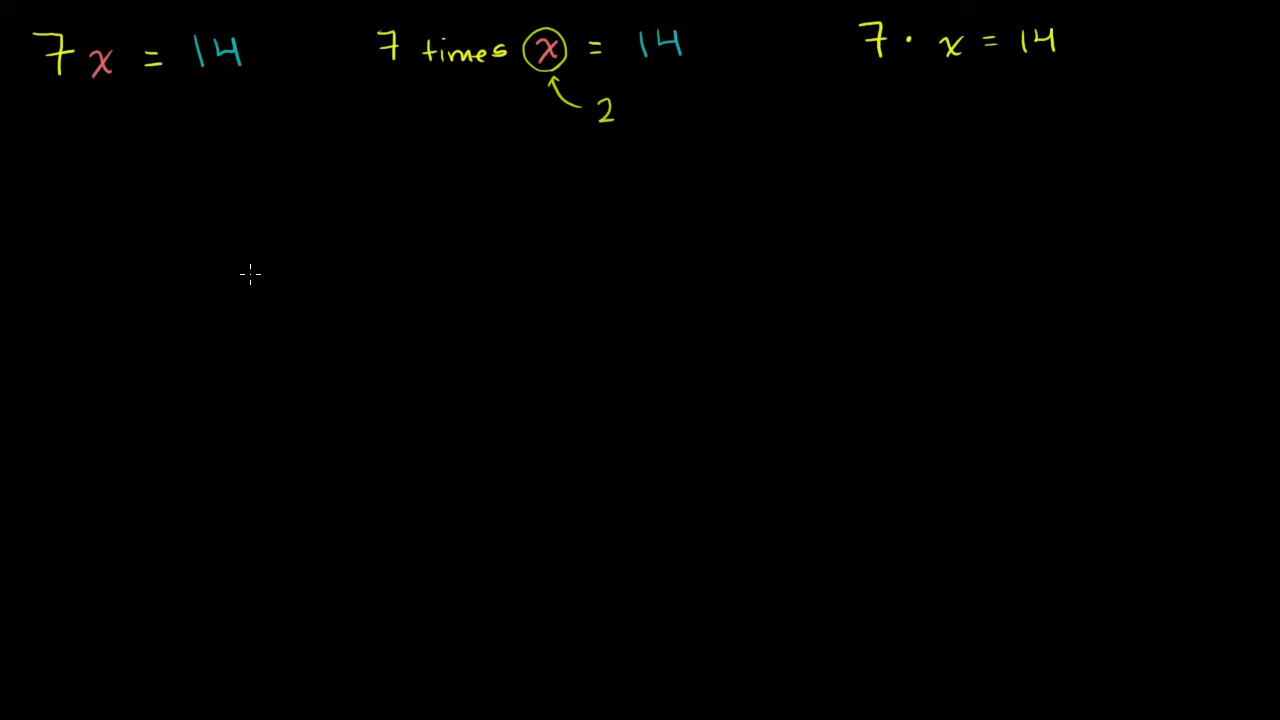 7x = 14
7 times x = 14
2
7 · x = 14